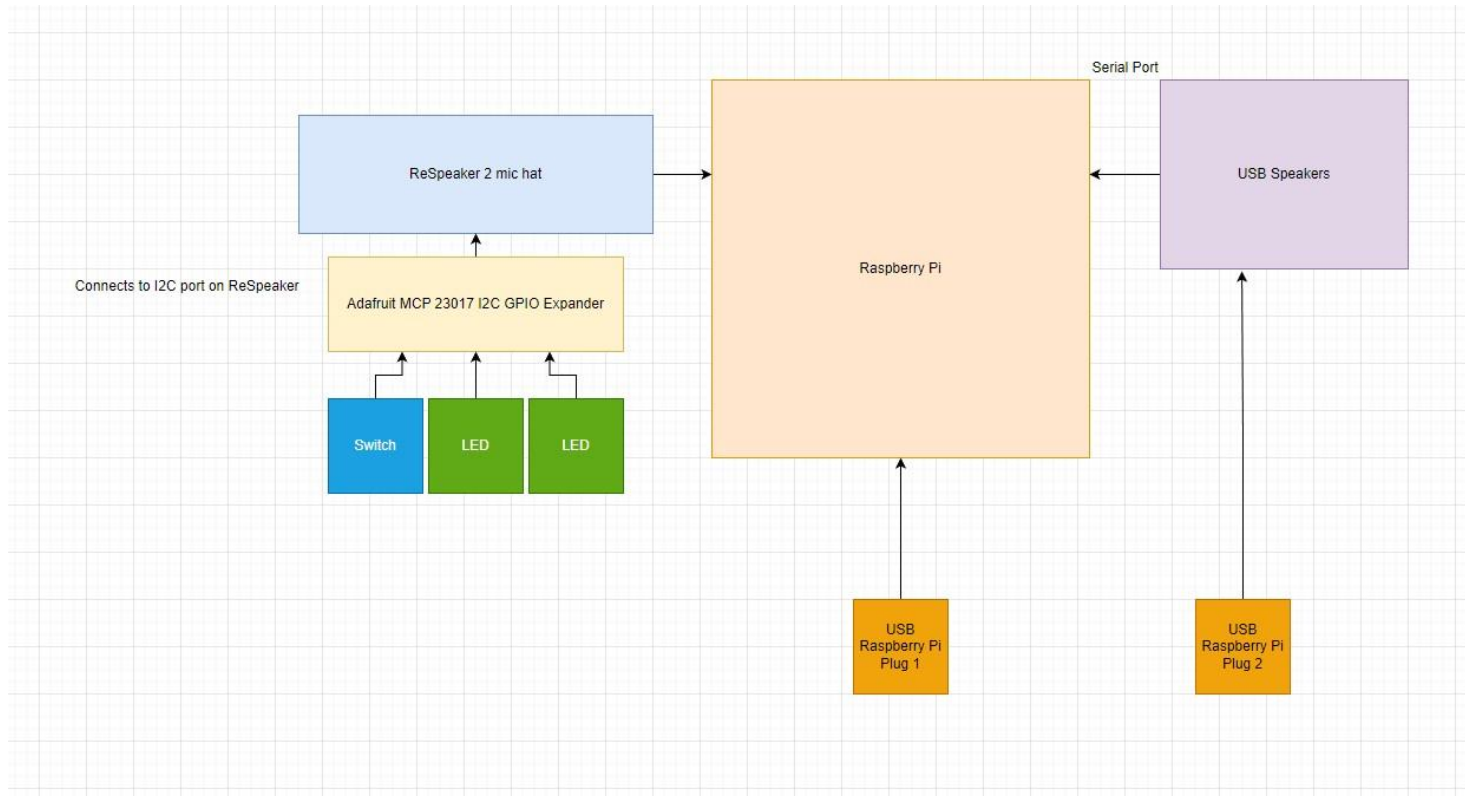 Serial Port
ReSpeaker 2 mic hat
USB Speakers
Raspberry Pi
Connects to I2C port on ReSpeaker
Adafruit MCP 23017 I2C GPIO Expander
Switch
LED
LED
USB
Raspberry Pi
Plug 1
USB
Raspberry Pi
Plug 2